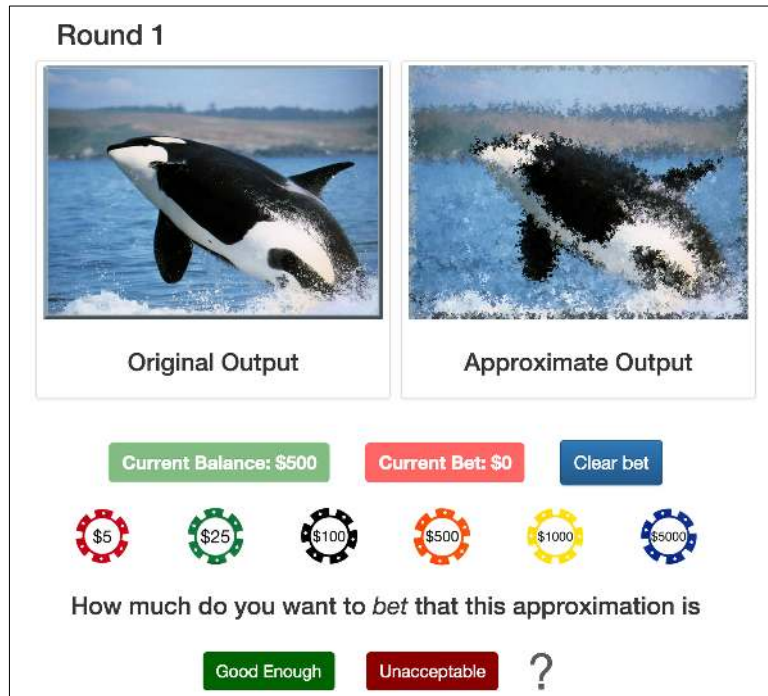 Round 1
Original Output
Approximate Output
Current Balance: $500
Current Bet: $0
Clear bet
$5
$25
$100
$500
$1000
$5000
How much do you want to bet that this approximation is
Good Enough
Unacceptable
?